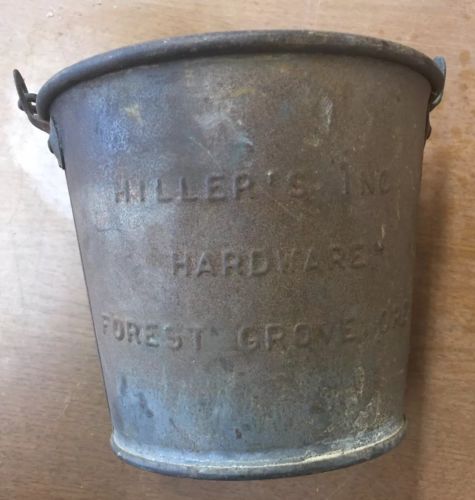 HILLER'S, INC
HARDWARE
FOREST GROVE, ORE